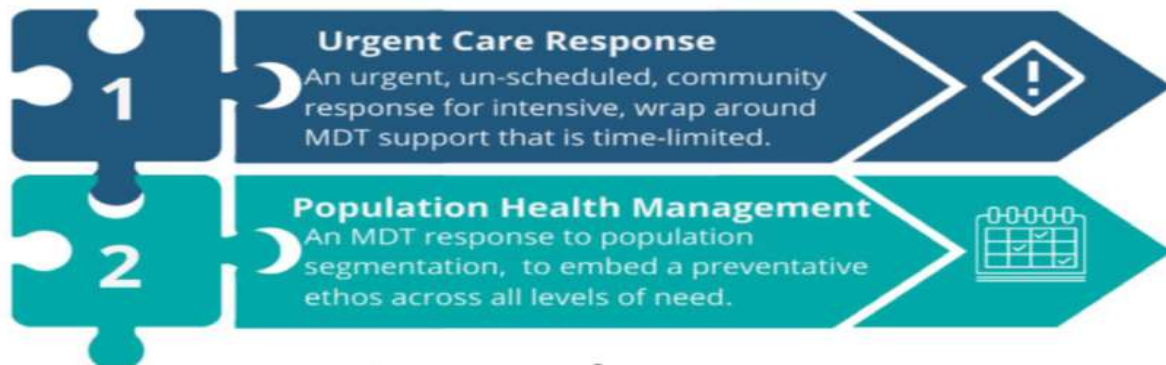 1
Urgent Care Response
An urgent, un-scheduled, community
response for intensive, wrap around
MDT support that is time-limited.
2
Population Health Management
An MDT response to population
segmentation, to embed a preventative
ethos across all levels of need.